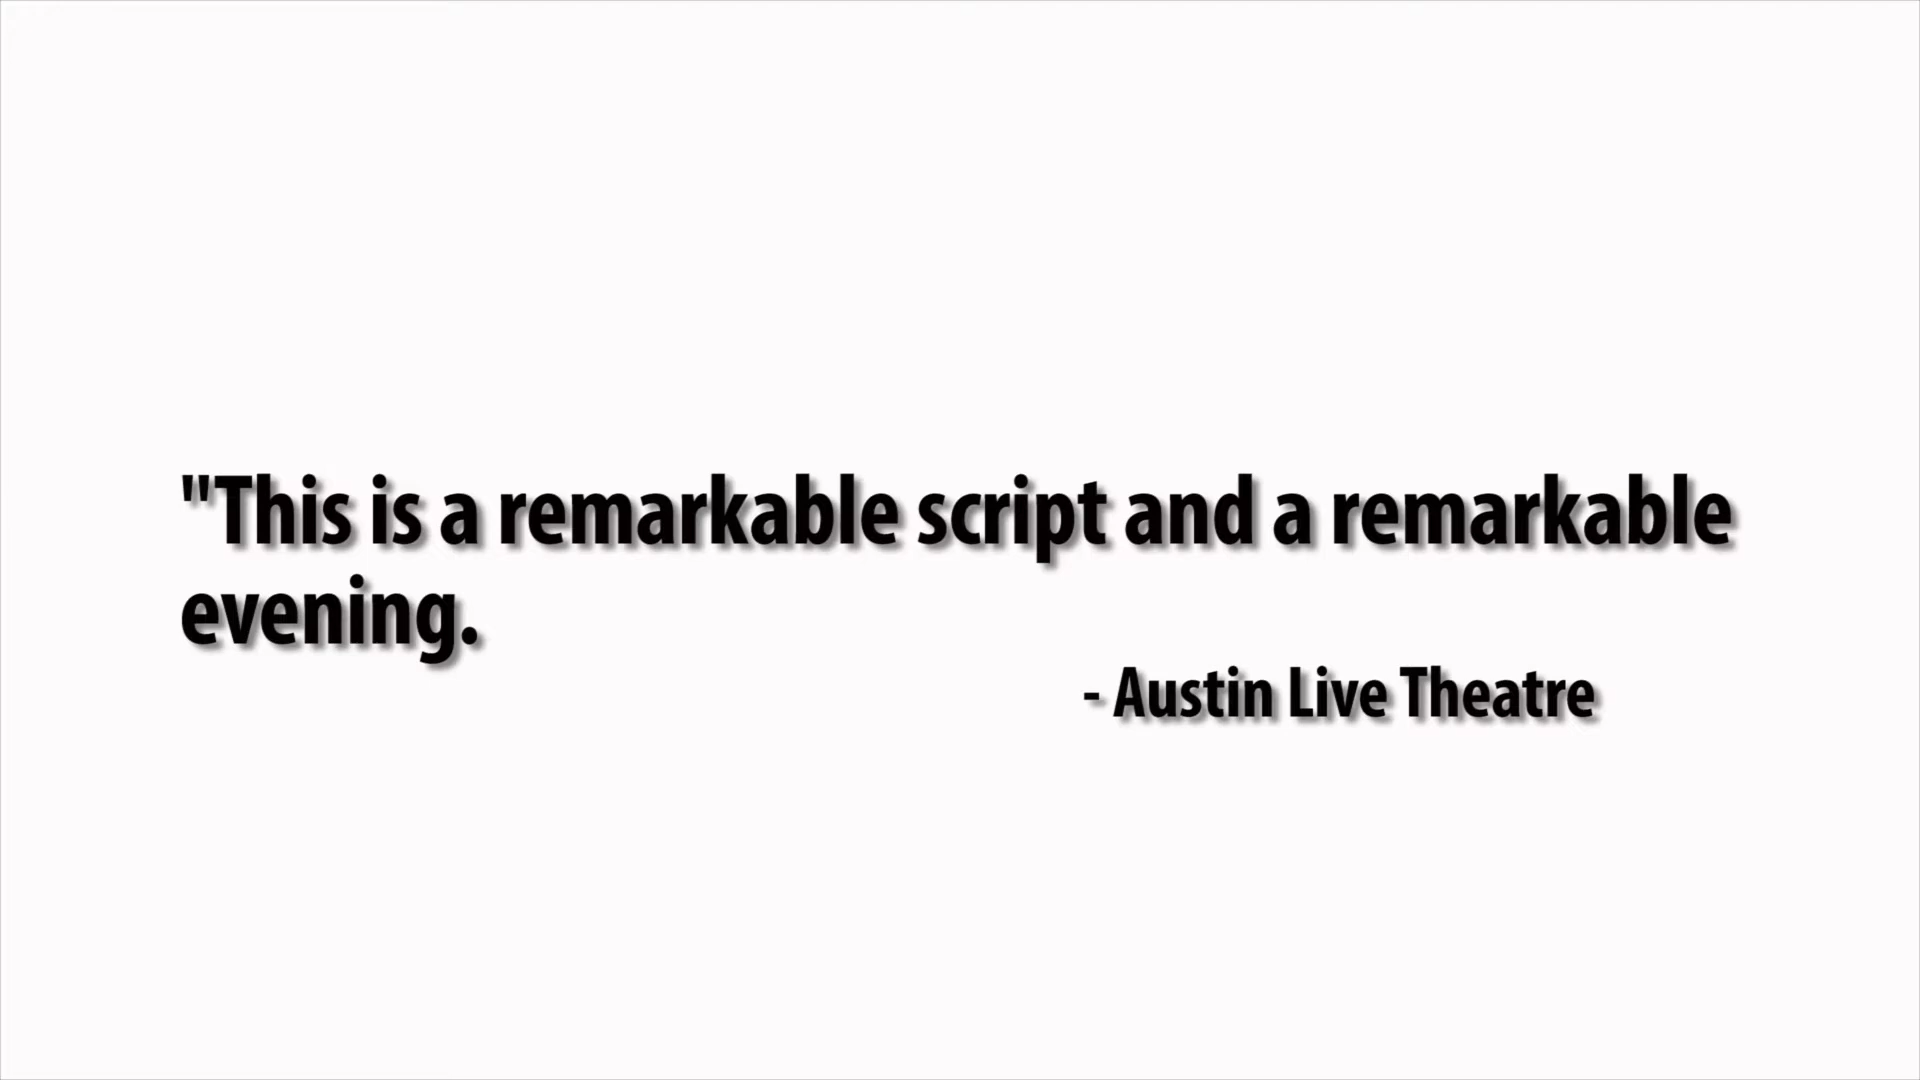 "This is a remarkable script and a remarkable
evening.
- Austin Live Theatre